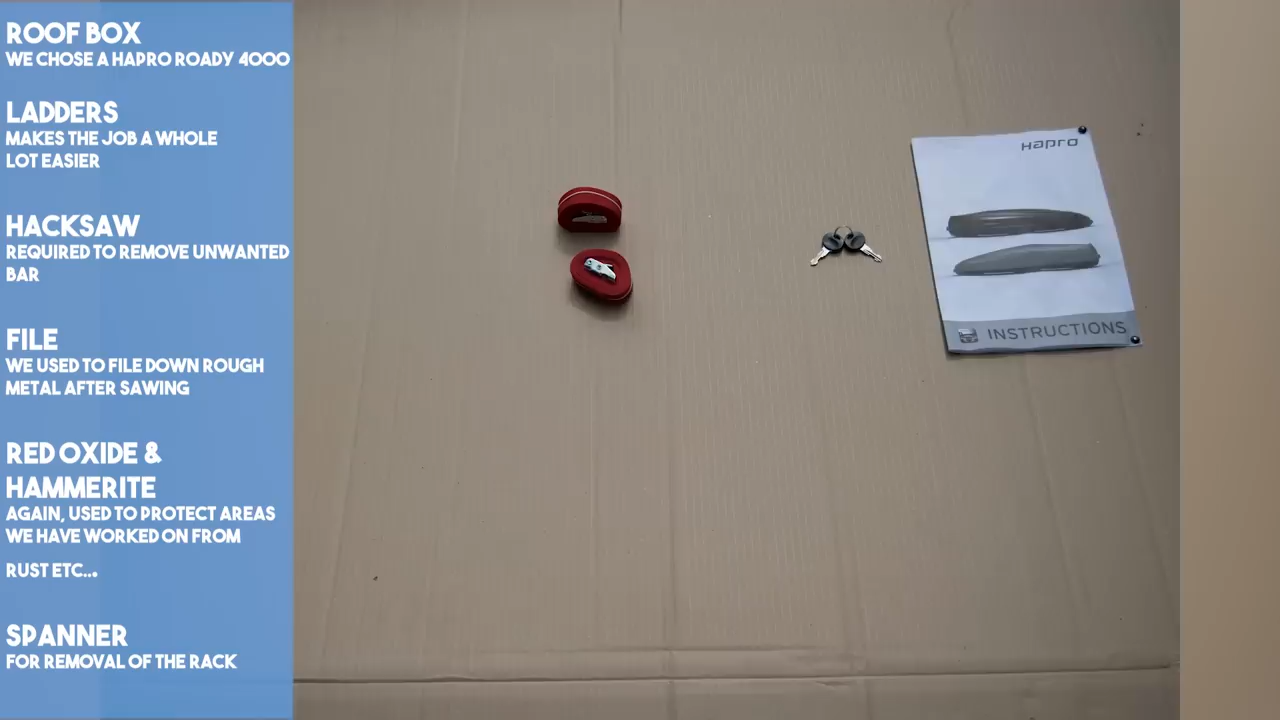 ROOF BOX
WE CHOSE A HAPRO ROADY 4000
LADDERS
MAKES THE JOB A WHOLE
LOT EASIER
HACKSAW
REQUIRED TO REMOVE UNWANTED
BAR
FILE
WE USED TO FILE DOWN ROUGH
METAL AFTER SAWING
RED OXIDE &
HAMMERITE
AGAIN, USED TO PROTECT AREAS
WE HAVE WORKED ON FROM
RUST ETC...
SPANNER
FOR REMOVAL OF THE RACK
Hapro
INSTRUCTIONS